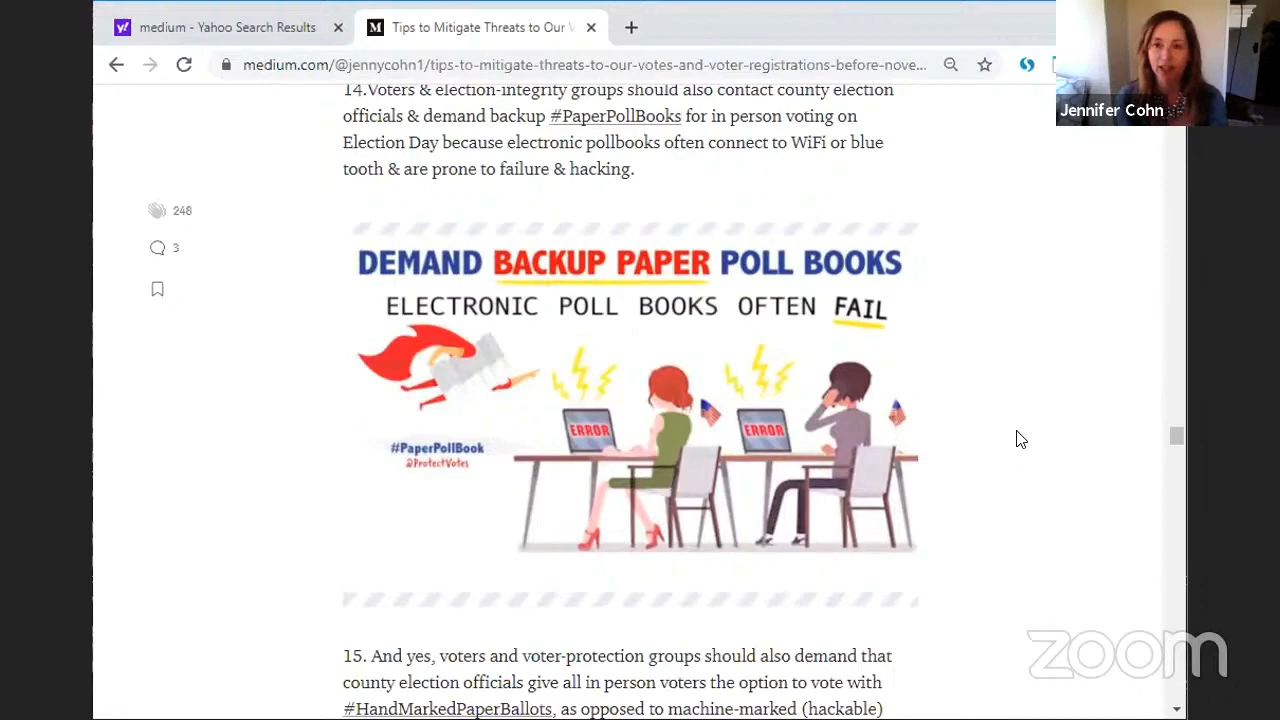 medium - Yahoo Search Results
Tips to Mitigate Threats to Our V
medium.com/@jennycohn1/tips-to-mitigate-threats-to-our-votes-and-voter-registrations-before-nove...
Jennifer Cohn
14.Voters & election-integrity groups should also contact county election
officials & demand backup #PaperPollBooks for in person voting on
Election Day because electronic pollbooks often connect to WiFi or blue
tooth & are prone to failure & hacking.
248
3
DEMAND BACKUP PAPER POLL BOOKS
ELECTRONIC POLL BOOKS OFTEN FAIL
ERROR
ERROR
#PaperPollBook
@ProtectVotes
15. And yes, voters and voter-protection groups should also demand that
county election officials give all in person voters the option to vote with
#HandMarkedPaperBallots, as opposed to machine-marked (hackable)
zoom